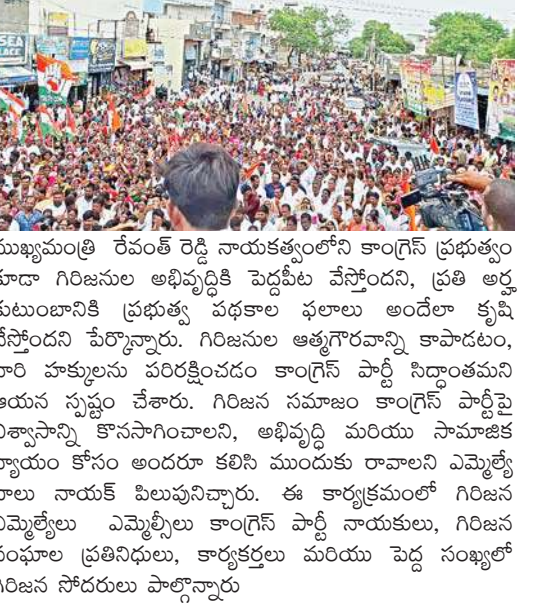 ముఖ్యమంత్రి రేవంత్ రెడ్డి నాయకత్వంలోని కాంగ్రెస్ ప్రభుత్వం
కూడా గిరిజనుల అభివృద్ధికి పెద్దపీట వేస్తోందని, ప్రతి అర్హ
కుటుంబానికి ప్రభుత్వ పథకాల ఫలాలు అందేలా కృషి
చేస్తోందని పేర్కొన్నారు. గిరిజనుల ఆత్మగౌరవాన్ని కాపాడటం,
వారి హక్కులను పరిరక్షించడం కాంగ్రెస్ పార్టీ సిద్ధాంతమని
ఆయన స్పష్టం చేశారు. గిరిజన సమాజం కాంగ్రెస్ పార్టీపై
విశ్వాసాన్ని కొనసాగించాలని, అభివృద్ధి మరియు సామాజిక
న్యాయం కోసం అందరూ కలిసి ముందుకు రావాలని ఎమ్మెల్యే
బాలు నాయక్ పిలుపునిచ్చారు. ఈ కార్యక్రమంలో గిరిజన
ఎమ్మెల్యేలు ఎమ్మెల్సీలు కాంగ్రెస్ పార్టీ నాయకులు, గిరిజన
సంఘాల ప్రతినిధులు, కార్యకర్తలు మరియు పెద్ద సంఖ్యలో
గిరిజన సోదరులు పాల్గొన్నారు